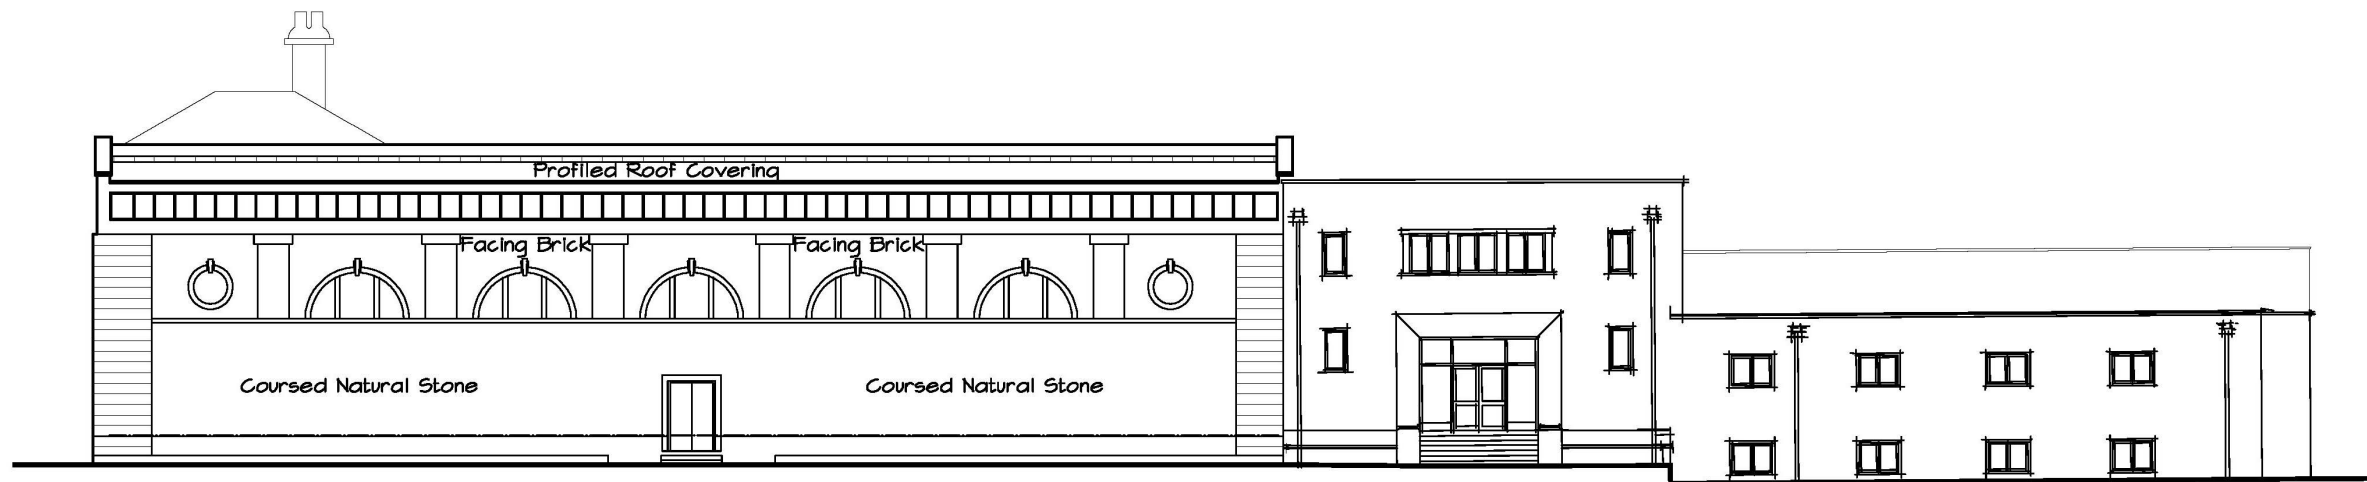 Profiled Roof Covering
Facing Brick
Facing Brick
Coursed Natural Stone
Coursed Natural Stone